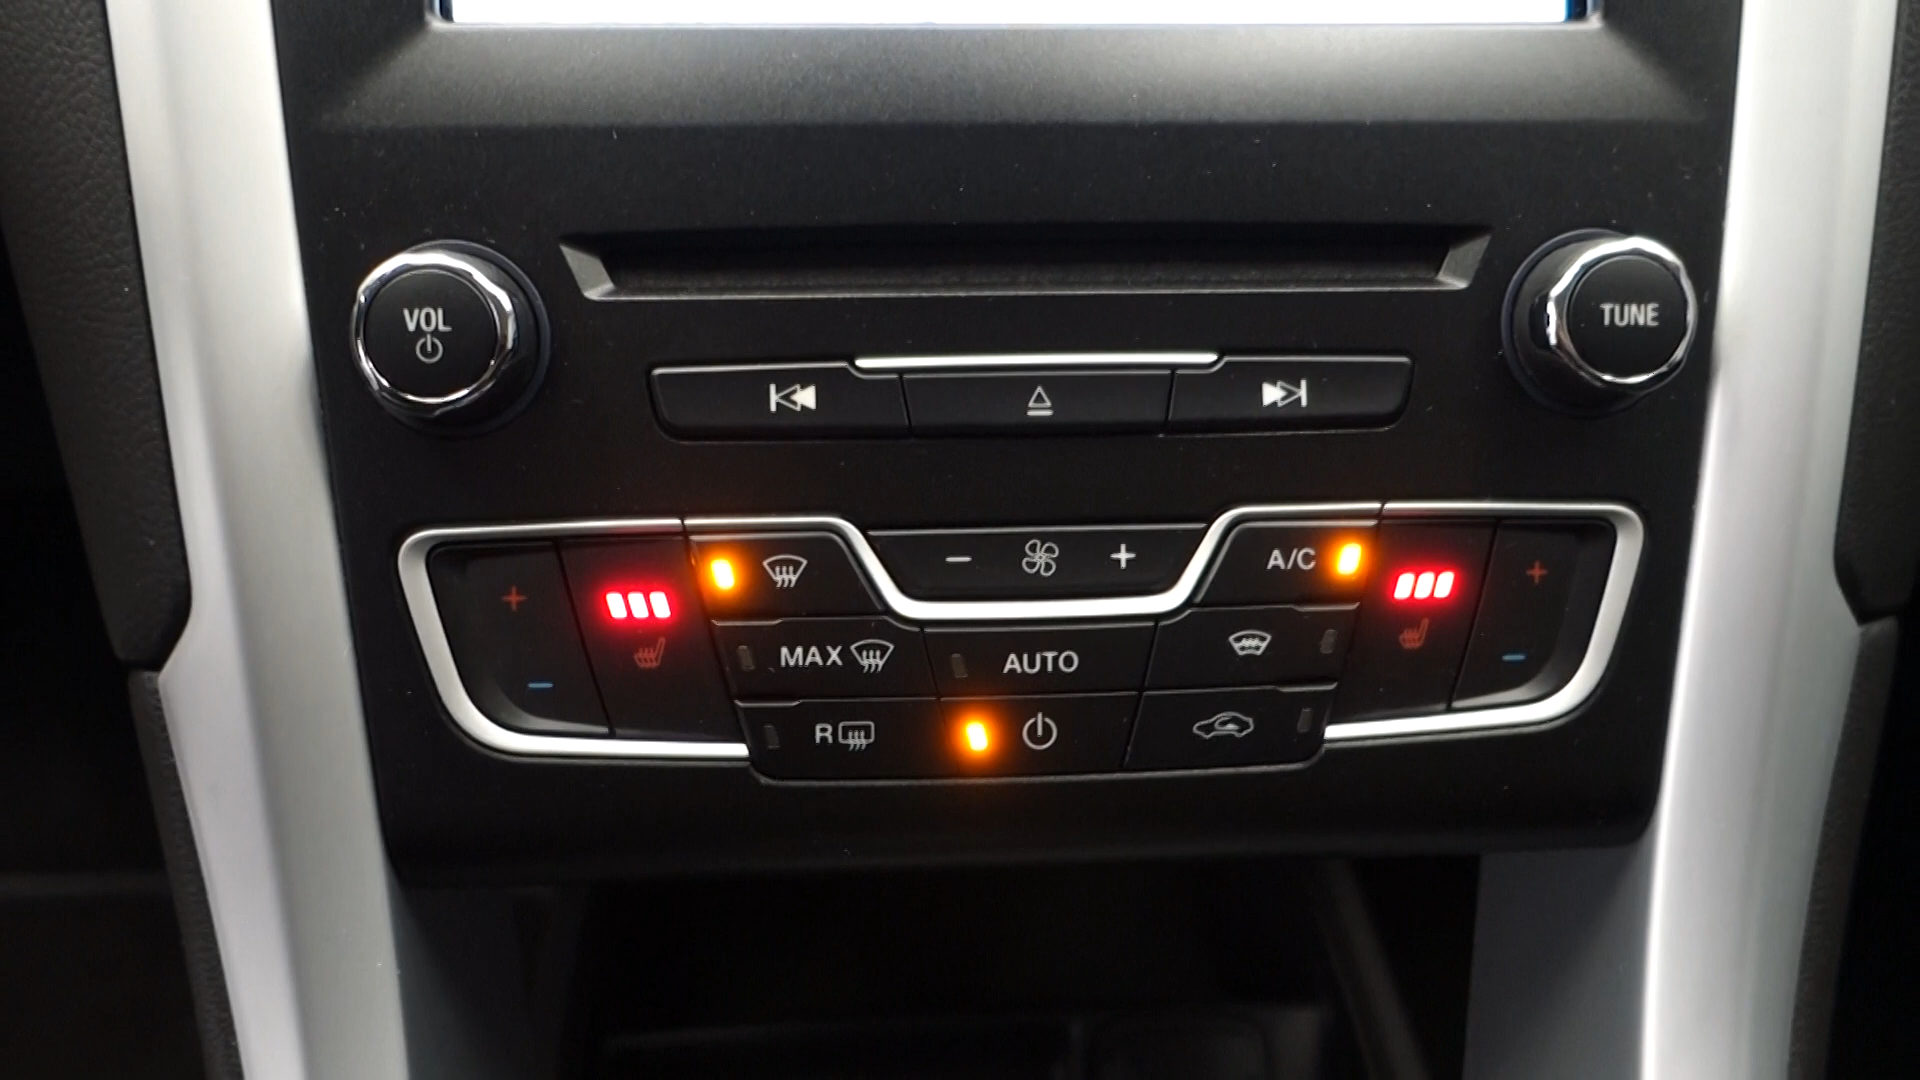 VOL
TUNE
- +
A/C
+
+
MAX
AUTO
-
-
R